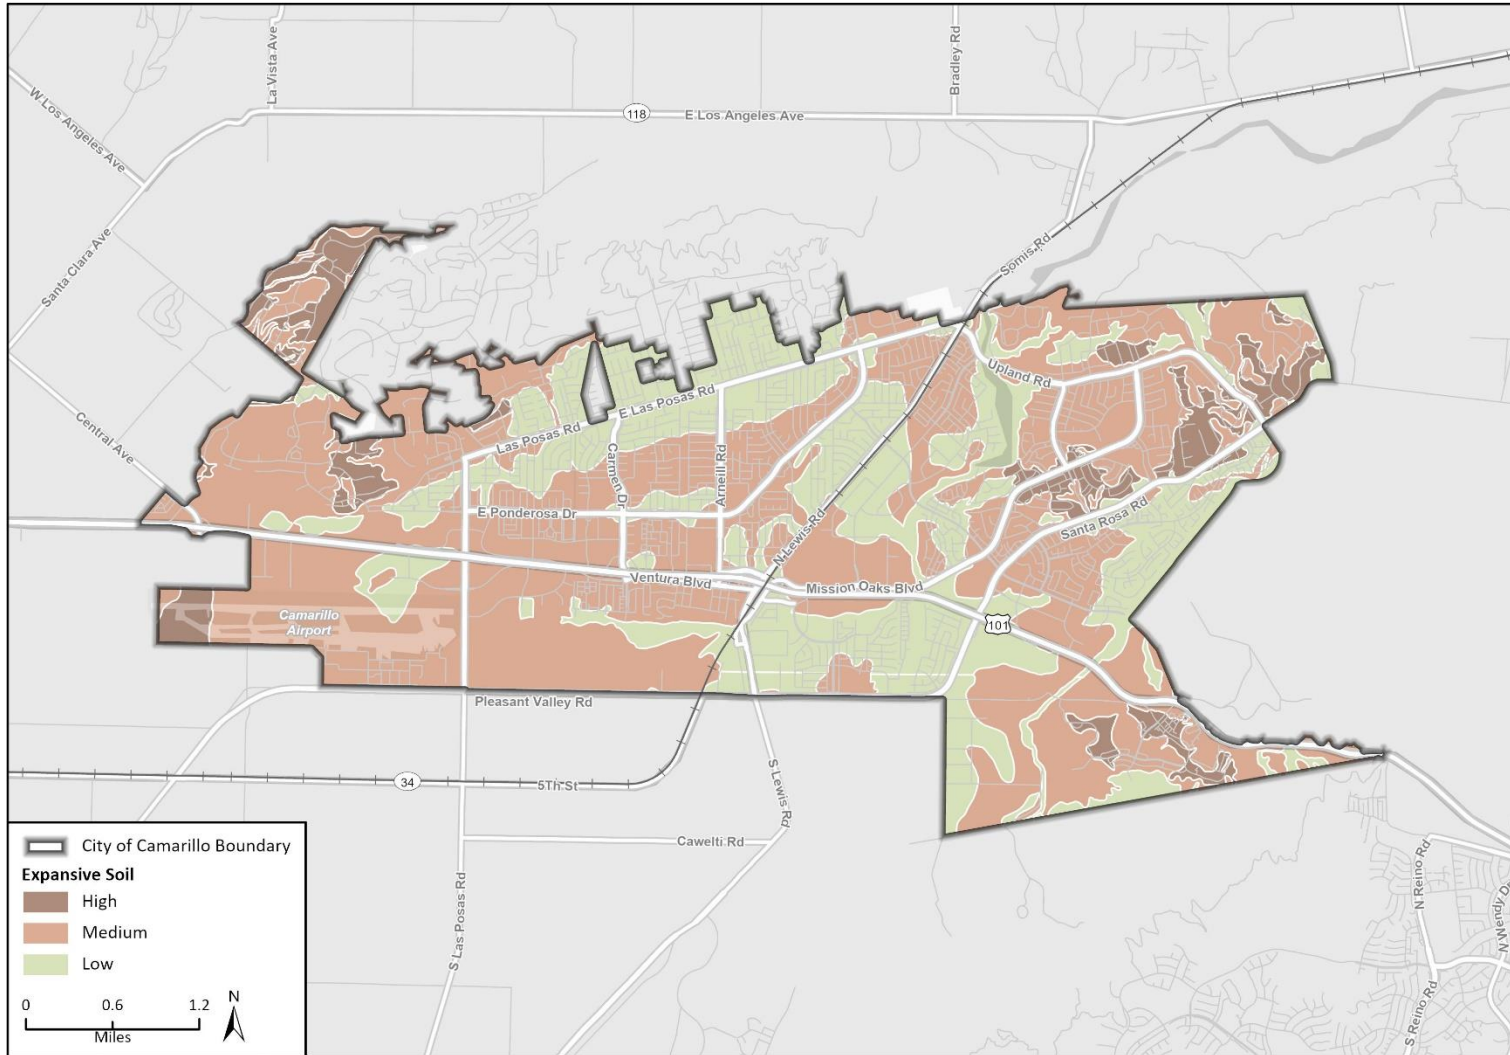 La Vista Ave
Bradley Rd
W Los Angeles Ave
118
E Los Angeles Ave
Santa Clara Ave
Somis Rd
Upland Rd
E Las Posas Rd
Las Posas Rd
Central Ave
Carmen Dr
Arneill Rd
E Ponderosa Dr
N Lewis Rd
Santa Rosa Rd
Ventura Blvd
Mission Oaks Blvd
Camarillo
Airport
101
Pleasant Valley Rd
34
5Th St
S Lewis Rd
Cawelti Rd
S Las Posas Rd
N Reino Rd
N Wendy Dr
S Reino Rd
City of Camarillo Boundary
Expansive Soil
High
Medium
Low
0 0.6 1.2
Miles
N